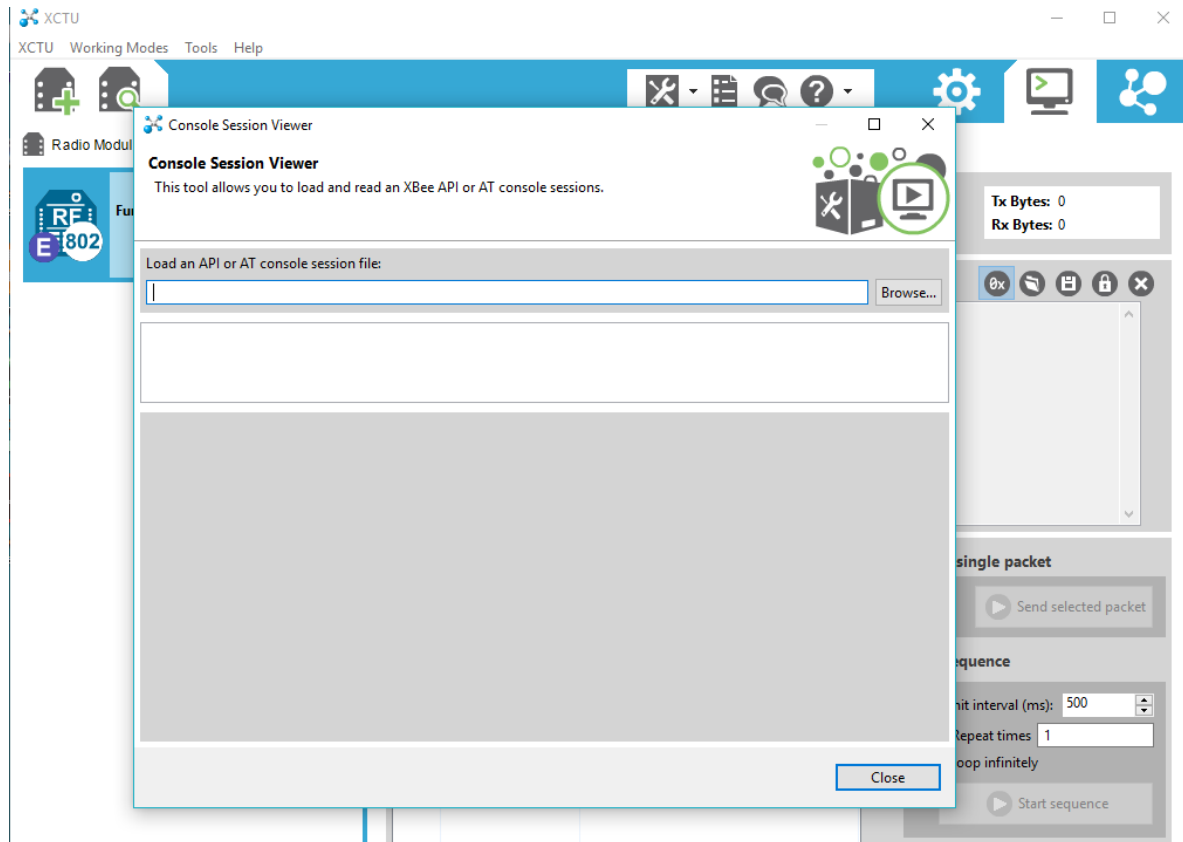 XCTU
XCTU Working Modes Tools Help
Radio Modul
RF
E 802
Fu
Console Session Viewer
Console Session Viewer
This tool allows you to load and read an XBee API or AT console sessions.
Load an API or AT console session file:
Browse...
Close
Tx Bytes: 0
Rx Bytes: 0
0x
single packet
Send selected packet
equence
it interval (ms): 500
Repeat times 1
oop infinitely
Start sequence